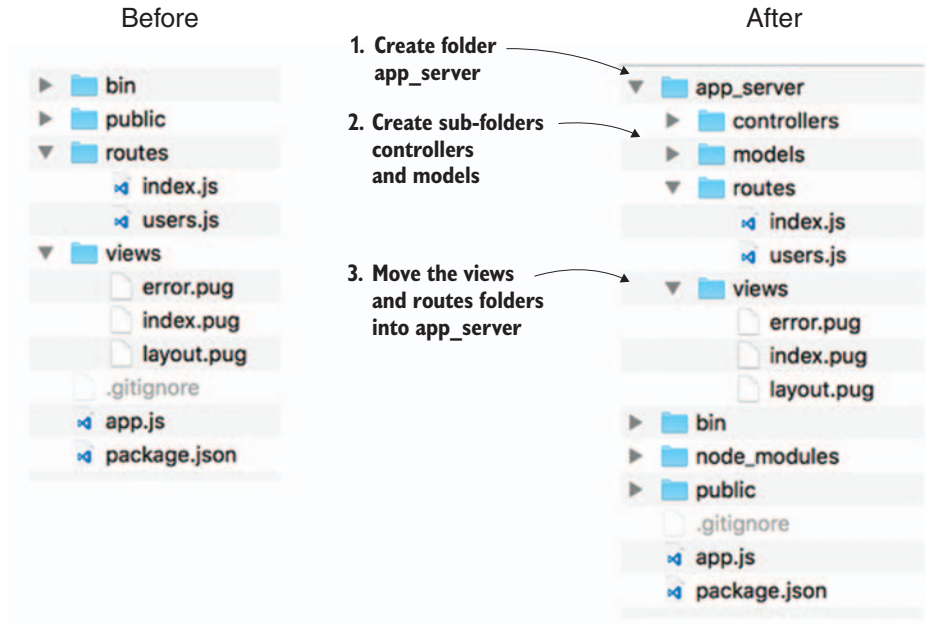 Before
bin
public
routes
index.js
users.js
views
error.pug
index.pug
layout.pug
.gitignore
app.js
package.json
1. Create folder
app_server
2. Create sub-folders
controllers
and models
3. Move the views
and routes folders
into app_server
After
app_server
controllers
models
routes
index.js
users.js
views
error.pug
index.pug
layout.pug
bin
node_modules
public
.gitignore
app.js
package.json